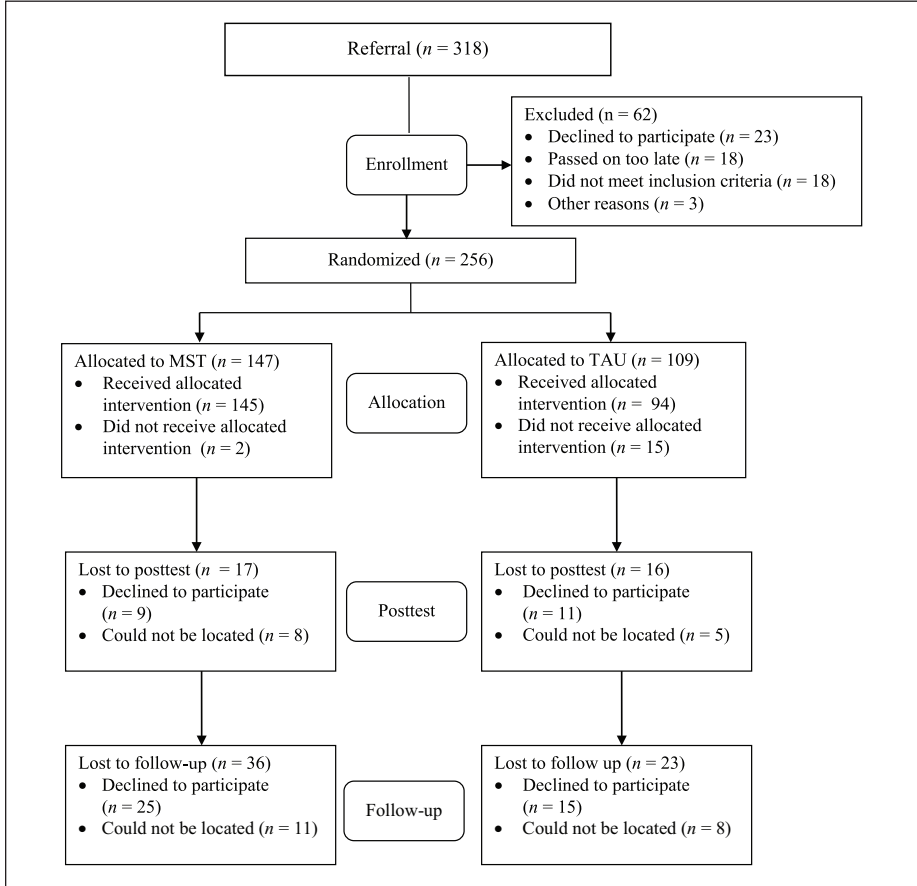 Referral (n = 318)
Excluded (n = 62)
• Declined to participate (n = 23)
• Passed on too late (n = 18)
• Did not meet inclusion criteria (n = 18)
• Other reasons (n = 3)
Enrollment
Randomized (n = 256)
Allocated to MST (n = 147)
• Received allocated
intervention (n = 145)
• Did not receive allocated
intervention (n = 2)
Allocation
Allocated to TAU (n = 109)
• Received allocated
intervention (n = 94)
• Did not receive allocated
intervention (n = 15)
Lost to posttest (n = 17)
• Declined to participate
(n = 9)
• Could not be located (n = 8)
Posttest
Lost to posttest (n = 16)
• Declined to participate
(n = 11)
• Could not be located (n = 5)
Lost to follow-up (n = 36)
• Declined to participate
(n = 25)
• Could not be located (n = 11)
Follow-up
Lost to follow up (n = 23)
• Declined to participate
(n = 15)
• Could not be located (n = 8)